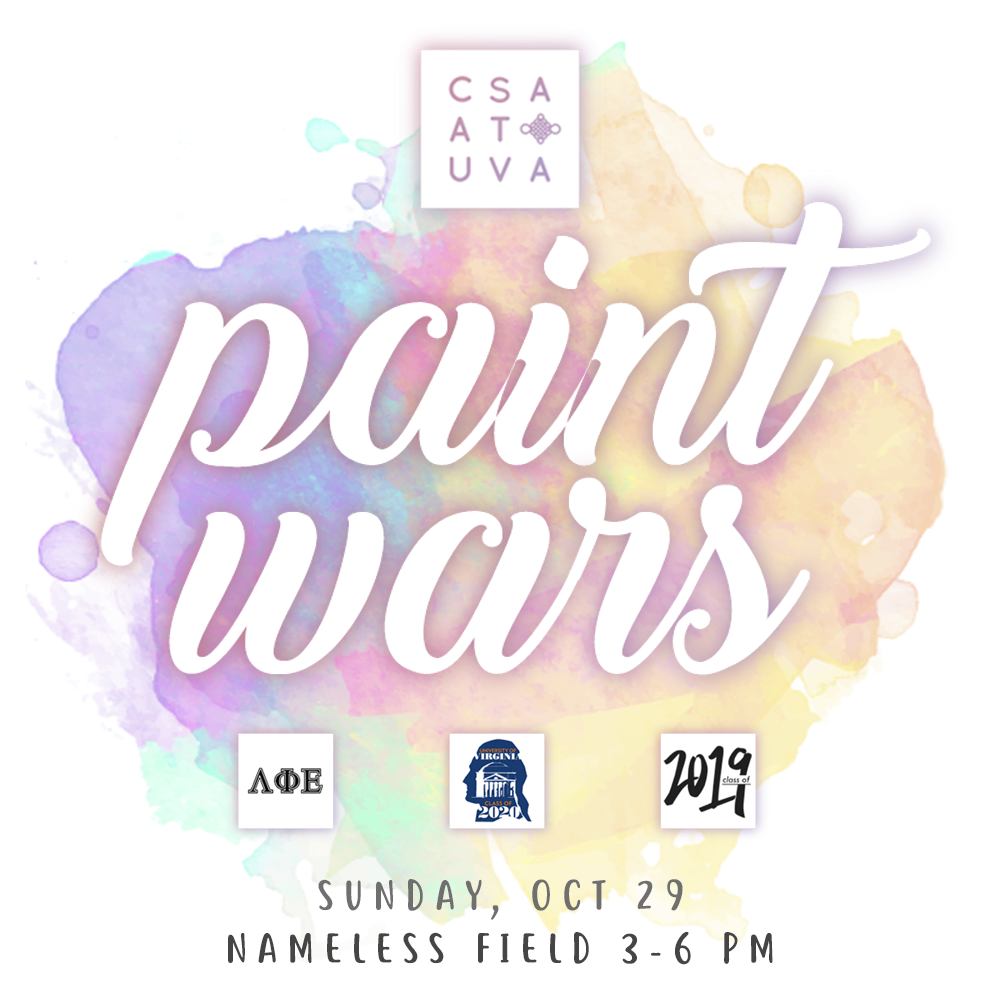 CSA
AT
UVA
paint
wars
ΛΦΕ
UNIVERSITY OF
VIRGINIA
CLASS OF
2020
2019
class of
SUNDAY, OCT 29
NAMELESS FIELD 3-6 PM